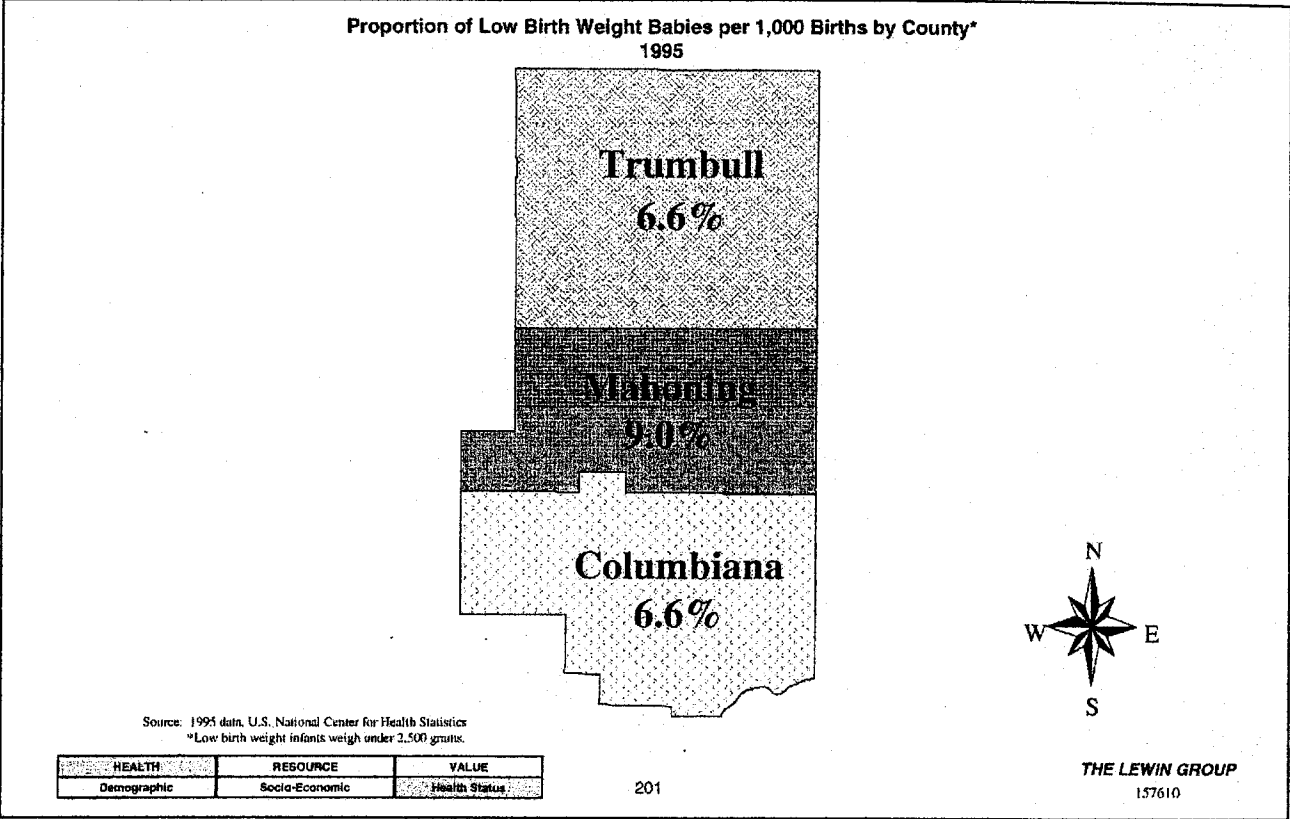 Proportion of Low Birth Weight Babies per 1,000 Births by County*
1995
Trumbull
6.6%
Mahoning
9.0%
Columbiana
6.6%
N
W E
S
Source: 1995 data, U.S. National Center for Health Statistics
*Low birth weight infants weigh under 2,500 grams.
HEALTH RESOURCE VALUE
Demographic Socio-Economic Health Status
201
THE LEWIN GROUP
157610